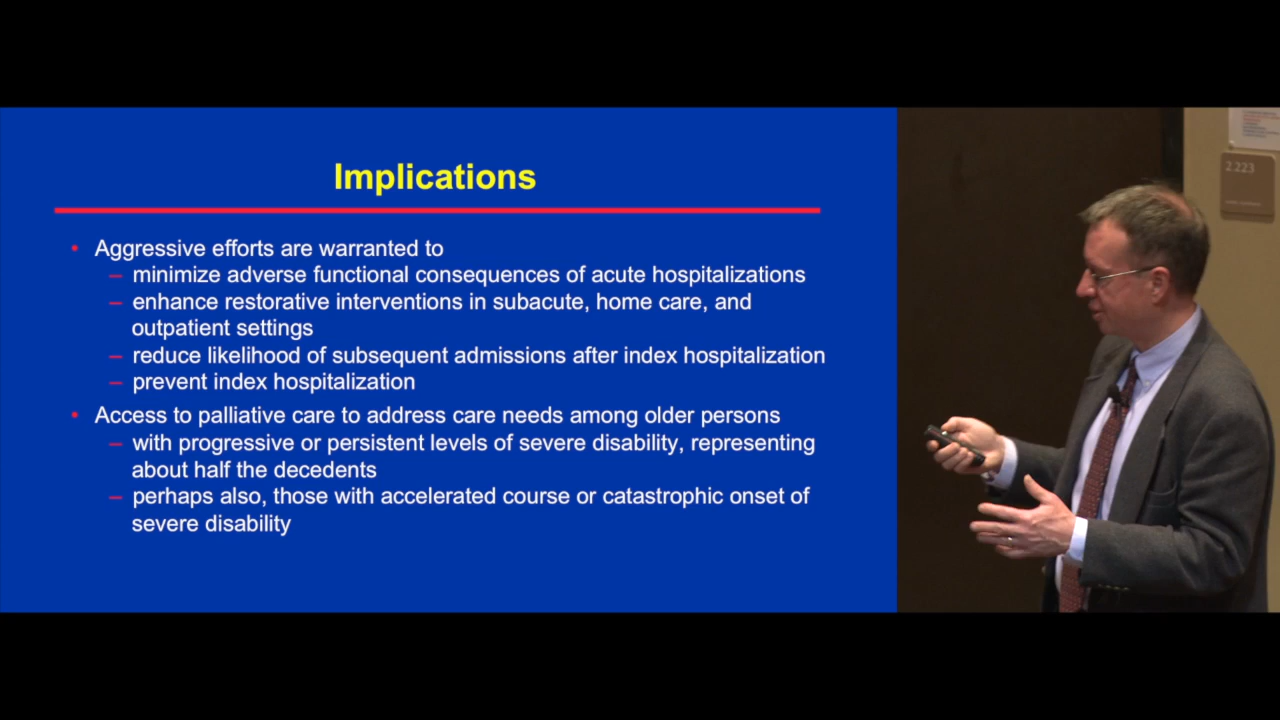 Implications
• Aggressive efforts are warranted to
– minimize adverse functional consequences of acute hospitalizations
– enhance restorative interventions in subacute, home care, and
outpatient settings
– reduce likelihood of subsequent admissions after index hospitalization
– prevent index hospitalization
• Access to palliative care to address care needs among older persons
– with progressive or persistent levels of severe disability, representing
about half the decedents
– perhaps also, those with accelerated course or catastrophic onset of
severe disability
2.223